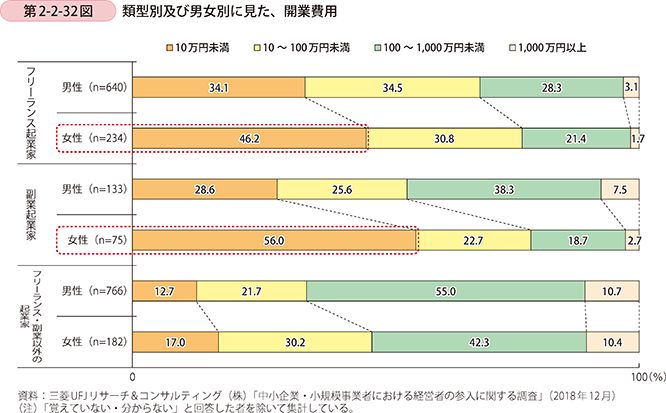 第2-2-32図 類型別及び男女別に見た、開業費用
10万円未満 10～100万円未満 100～1,000万円未満 1,000万円以上
フリーランス起業家
男性（n=640） 34.1 34.5 28.3 3.1
女性（n=234） 46.2 30.8 21.4 1.7
副業起業家
男性（n=133） 28.6 25.6 38.3 7.5
女性（n=75） 56.0 22.7 18.7 2.7
フリーランス・副業以外の
起業家
男性（n=766） 12.7 21.7 55.0 10.7
女性（n=182） 17.0 30.2 42.3 10.4
0 100（%）
資料：三菱UFJリサーチ&コンサルティング（株）「中小企業・小規模事業者における経営者の参入に関する調査」（2018年12月）
（注）「覚えていない・分からない」と回答した者を除いて集計している。